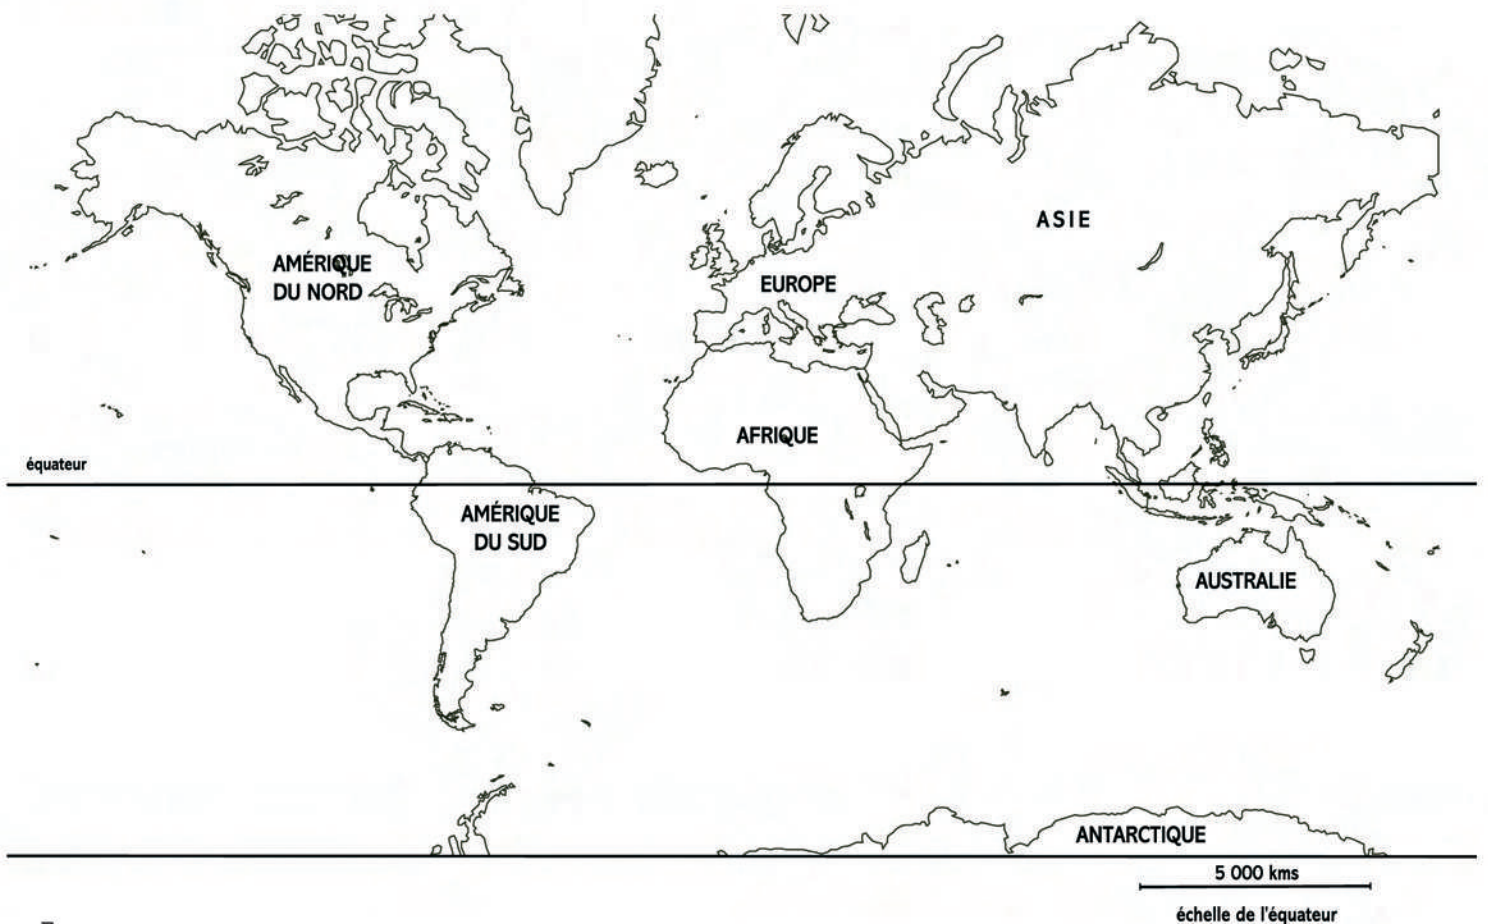 ASIE
AMÉRIQUE
DU NORD
EUROPE
AFRIQUE
équateur
AMÉRIQUE
DU SUD
AUSTRALIE
ANTARCTIQUE
5 000 kms
échelle de l'équateur